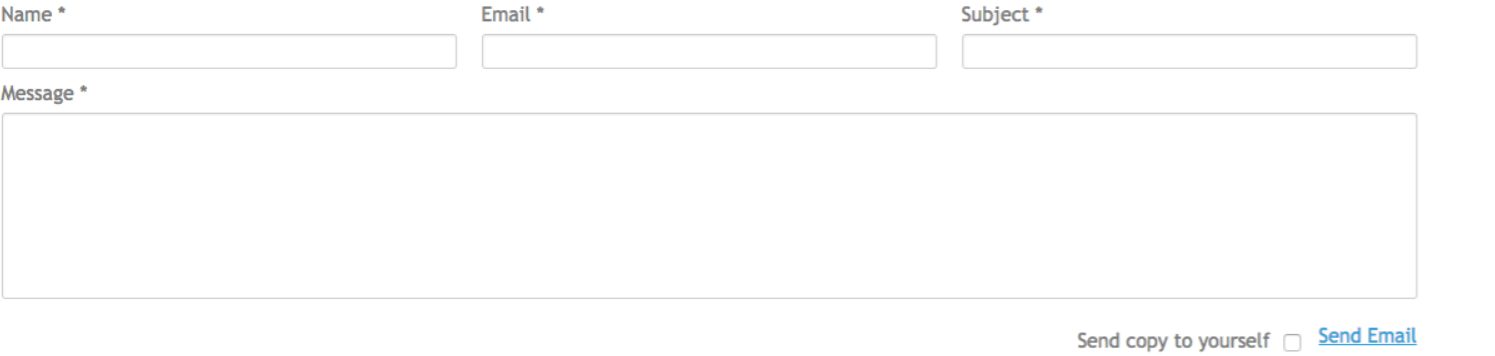 Name *
Email *
Subject *
Message *
Send copy to yourself
Send Email